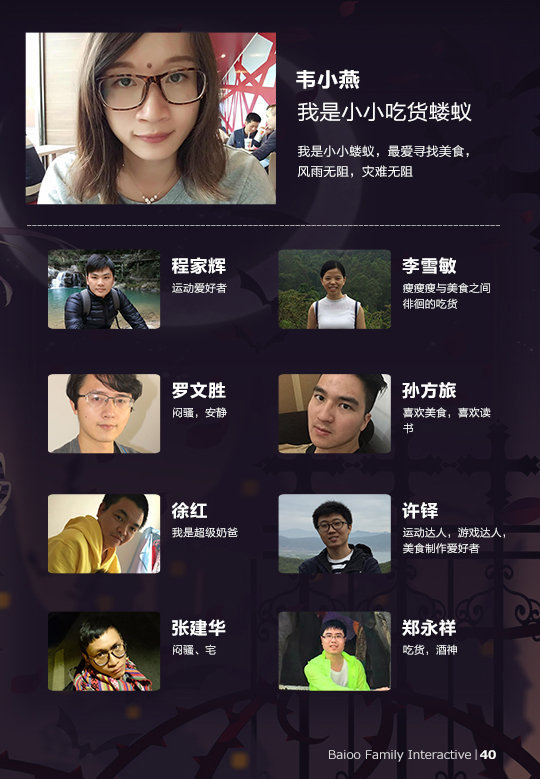 韦小燕
我是小小吃货蝼蚁
我是小小蝼蚁，最爱寻找美食，
风雨无阻，灾难无阻
程家辉
运动爱好者
李雪敏
瘦瘦瘦与美食之间
徘徊的吃货
罗文胜
闷骚，安静
孙方旅
喜欢美食，喜欢读
书
徐红
我是超级奶爸
许铎
运动达人，游戏达人，
美食制作爱好者
张建华
闷骚、宅
郑永祥
吃货，酒神
Baioo Family Interactive | 40